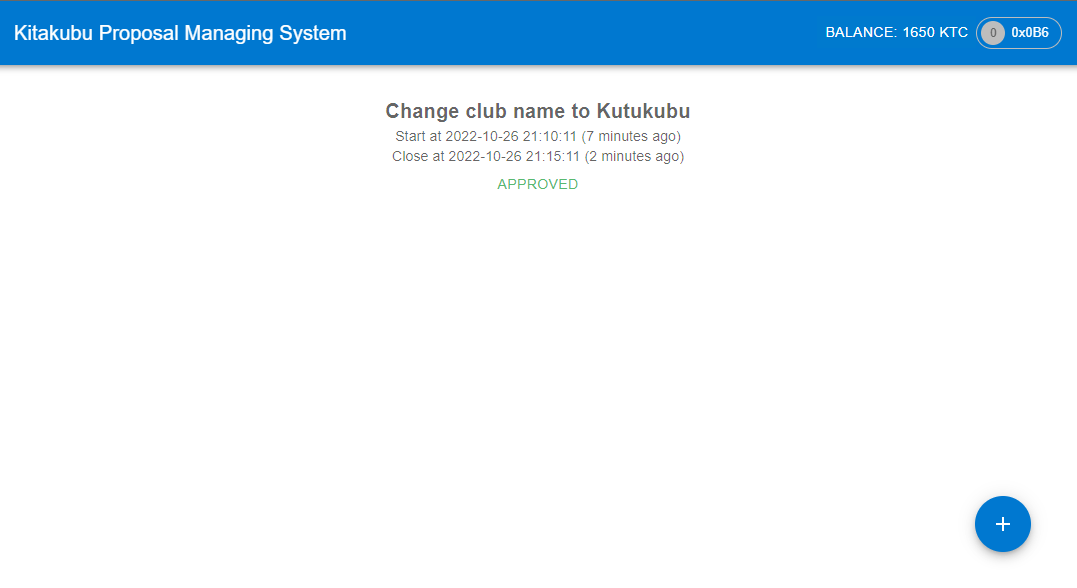 Kitakubu Proposal Managing System
BALANCE: 1650 KTC 0 0x0B6
Change club name to Kutukubu
Start at 2022-10-26 21:10:11 (7 minutes ago)
Close at 2022-10-26 21:15:11 (2 minutes ago)
APPROVED
+